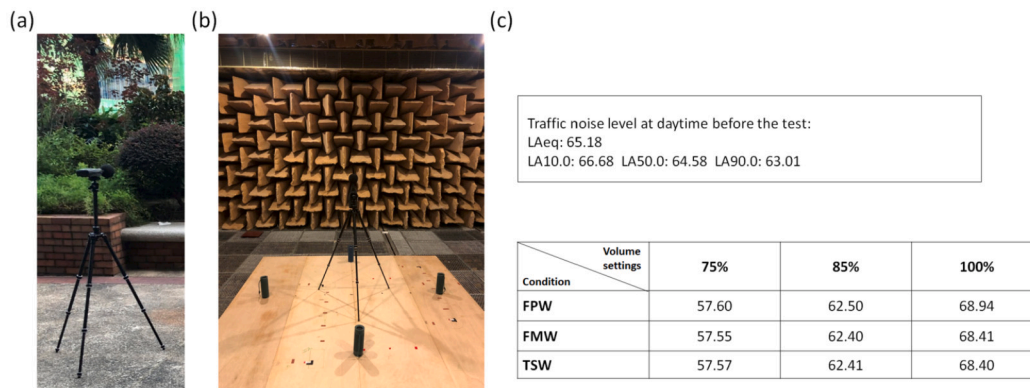 (a)
(b)
(c)
Traffic noise level at daytime before the test:
LAeq: 65.18
LA10.0: 66.68 LA50.0: 64.58 LA90.0: 63.01
Volume
settings
Condition
75% 85% 100%
FPW 57.60 62.50 68.94
FMW 57.55 62.40 68.41
TSW 57.57 62.41 68.40